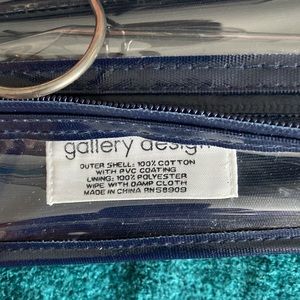 gallery design
OUTER SHELL: 100% COTTON
WITH PVC COATING
LINING: 100% POLYESTER
WIPE WITH DAMP CLOTH
MADE IN CHINA RN58909